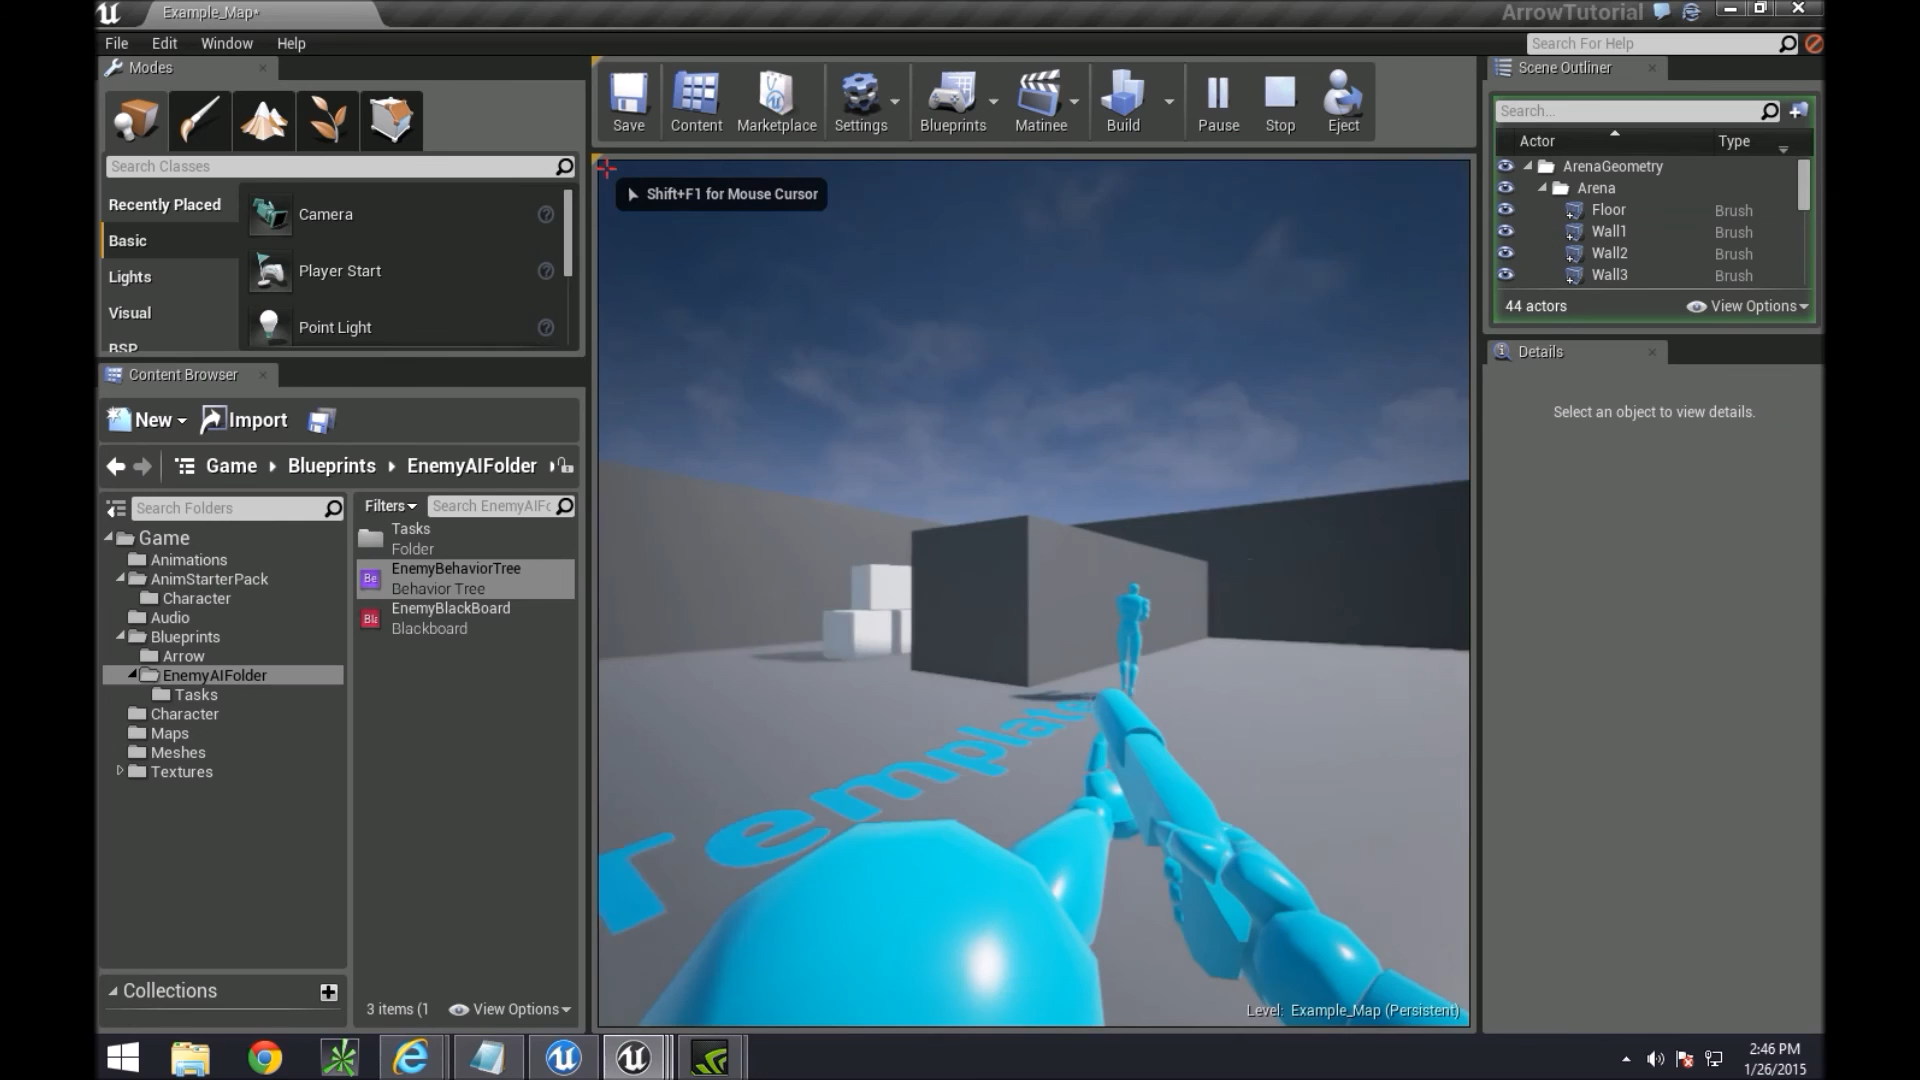 Example_Map*
ArrowTutorial
File Edit Window Help
Search For Help
Modes
Search Classes
Recently Placed
Basic
Lights
Visual
BSP
Camera
Player Start
Point Light
Save
Content
Marketplace
Settings
Blueprints
Matinee
Build
Pause
Stop
Eject
Shift+F1 for Mouse Cursor
Scene Outliner
Search...
Actor Type
ArenaGeometry
Arena
Floor Brush
Wall1 Brush
Wall2 Brush
Wall3 Brush
44 actors View Options
Details
Select an object to view details.
Content Browser
New Import
Game Blueprints EnemyAIFolder
Search Folders
Game
Animations
AnimStarterPack
Character
Audio
Blueprints
Arrow
EnemyAIFolder
Tasks
Character
Maps
Meshes
Textures
Collections
Filters Search EnemyAIFo
Tasks
Folder
Be
EnemyBehaviorTree
Behavior Tree
Bla
EnemyBlackBoard
Blackboard
3 items (1 View Options
Template
Level: Example_Map (Persistent)
2:46 PM
1/26/2015